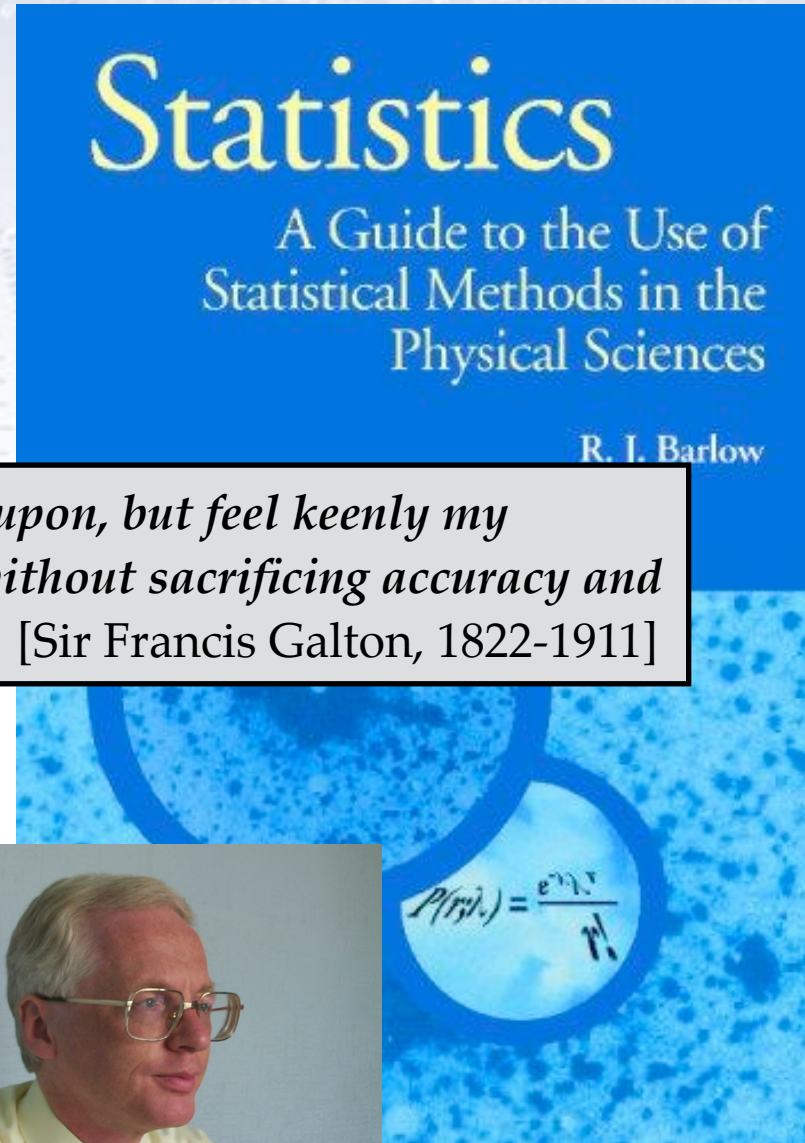 Statistics
A Guide to the Use of
Statistical Methods in the
Physical Sciences
R. J. Barlow
upon, but feel keenly my
without sacrificing accuracy and
[Sir Francis Galton, 1822-1911]
P(r;λ) = e^-λ λ^r / r!